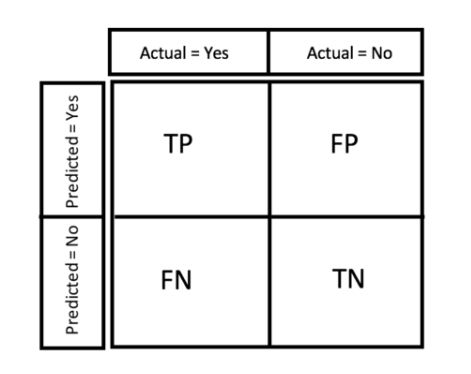 Actual = Yes
Actual = No
Predicted = Yes
TP
FP
Predicted = No
FN
TN